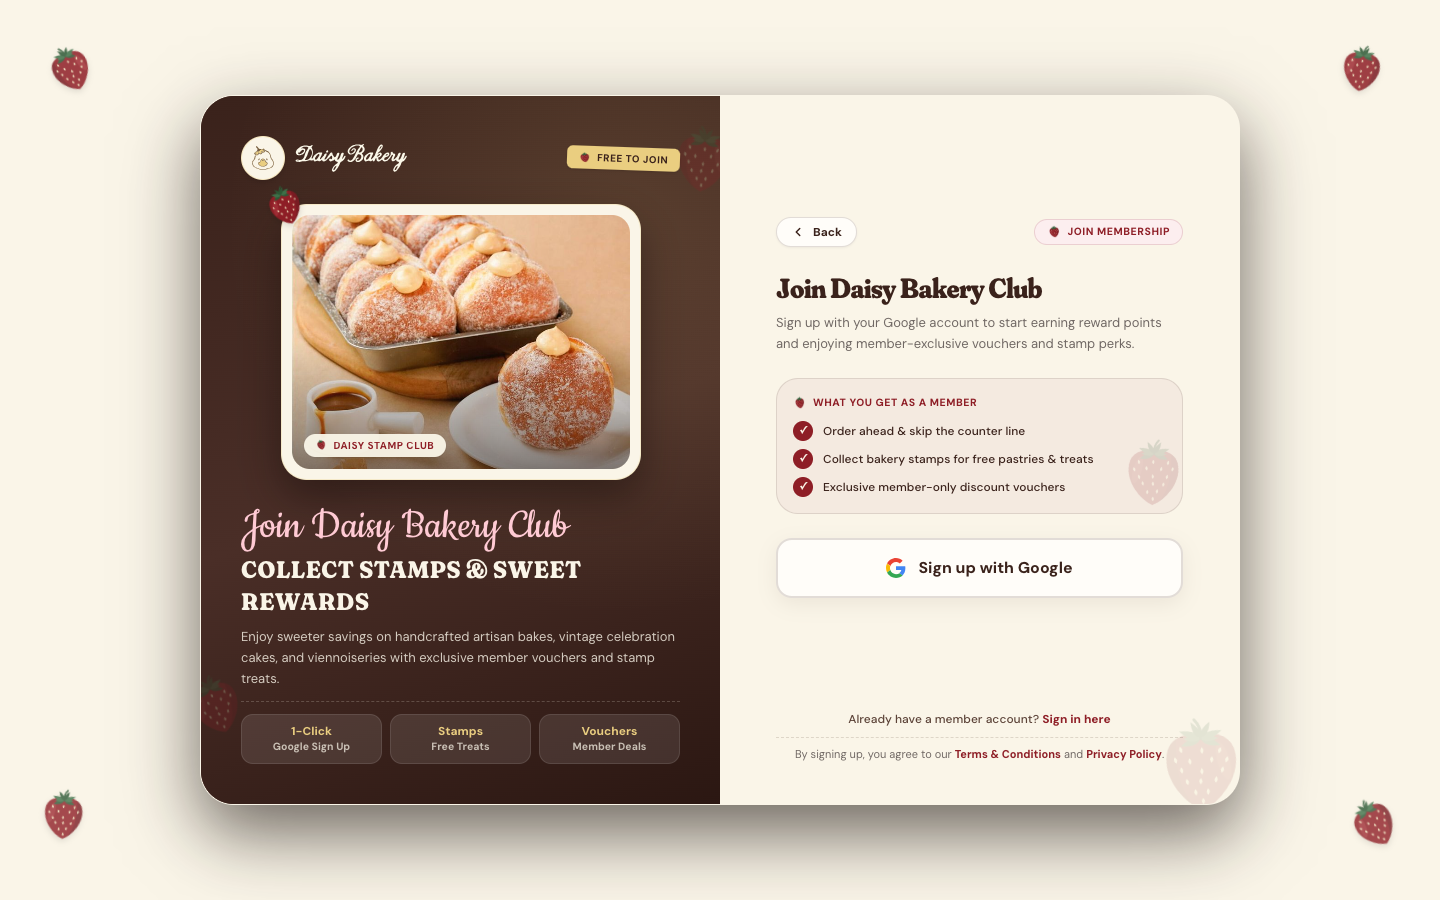 Daisy Bakery
FREE TO JOIN
DAISY STAMP CLUB
Join Daisy Bakery Club
COLLECT STAMPS & SWEET
REWARDS
Enjoy sweeter savings on handcrafted artisan bakes, vintage celebration
cakes, and viennoiseries with exclusive member vouchers and stamp
treats.
1-Click
Google Sign Up
Stamps
Free Treats
Vouchers
Member Deals
Back
JOIN MEMBERSHIP
Join Daisy Bakery Club
Sign up with your Google account to start earning reward points
and enjoying member-exclusive vouchers and stamp perks.
WHAT YOU GET AS A MEMBER
Order ahead & skip the counter line
Collect bakery stamps for free pastries & treats
Exclusive member-only discount vouchers
Sign up with Google
Already have a member account? Sign in here
By signing up, you agree to our Terms & Conditions and Privacy Policy.